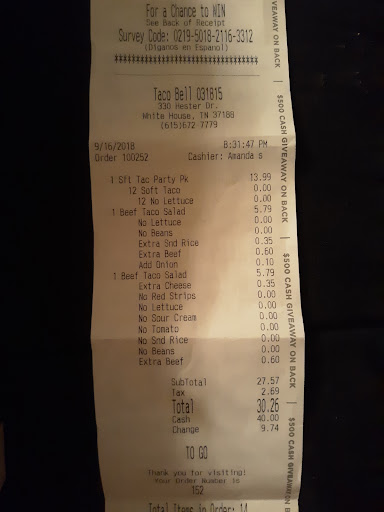 For a Chance to WIN
See Back of Receipt
Survey Code: 0219-5018-2116-3312
(Díganos en Espanol)
Taco Bell 031815
330 Hester Dr.
White House, TN 37188
(615)672 7779
9/16/2018 8:31:47 PM
Order 100252 Cashier: Amanda s
1 Sft Tac Party Pk 13.99
12 Soft Taco 0.00
12 No Lettuce 0.00
1 Beef Taco Salad 5.79
No Lettuce 0.00
No Beans 0.00
Extra Snd Rice 0.35
Extra Beef 0.60
Add Onion 0.10
1 Beef Taco Salad 5.79
Extra Cheese 0.35
No Red Strips 0.00
No Lettuce 0.00
No Sour Cream 0.00
No Tomato 0.00
No Snd Rice 0.00
No Beans 0.00
Extra Beef 0.60
SubTotal 27.57
Tax 2.69
Total 30.26
Cash 40.00
Change 9.74
TO GO
Thank you for visiting!
Your Order Number is
152
Total Items in Order: 14
VEAWAY ON BACK
$500 CASH GIVEAWAY ON BACK
$500 CASH GIVEAWAY ON BACK
$500 CASH GIVEAWAY ON B